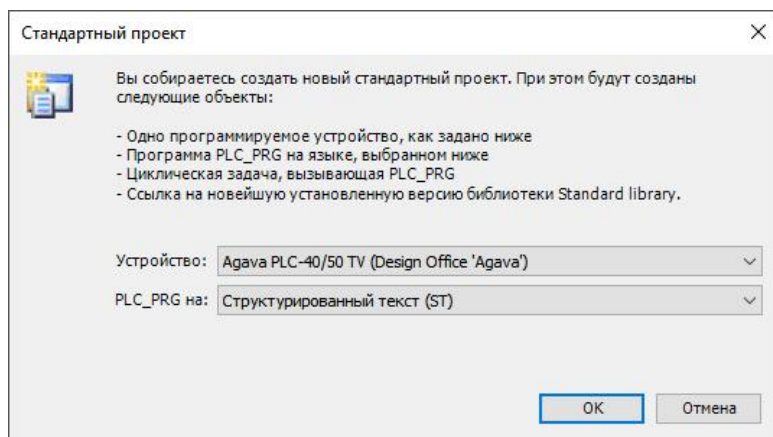 Стандартный проект
Вы собираетесь создать новый стандартный проект. При этом будут созданы
следующие объекты:
- Одно программируемое устройство, как задано ниже
- Программа PLC_PRG на языке, выбранном ниже
- Циклическая задача, вызывающая PLC_PRG
- Ссылка на новейшую установленную версию библиотеки Standard library.
Устройство: Agava PLC-40/50 TV (Design Office 'Agava')
PLC_PRG на: Структурированный текст (ST)
OK Отмена